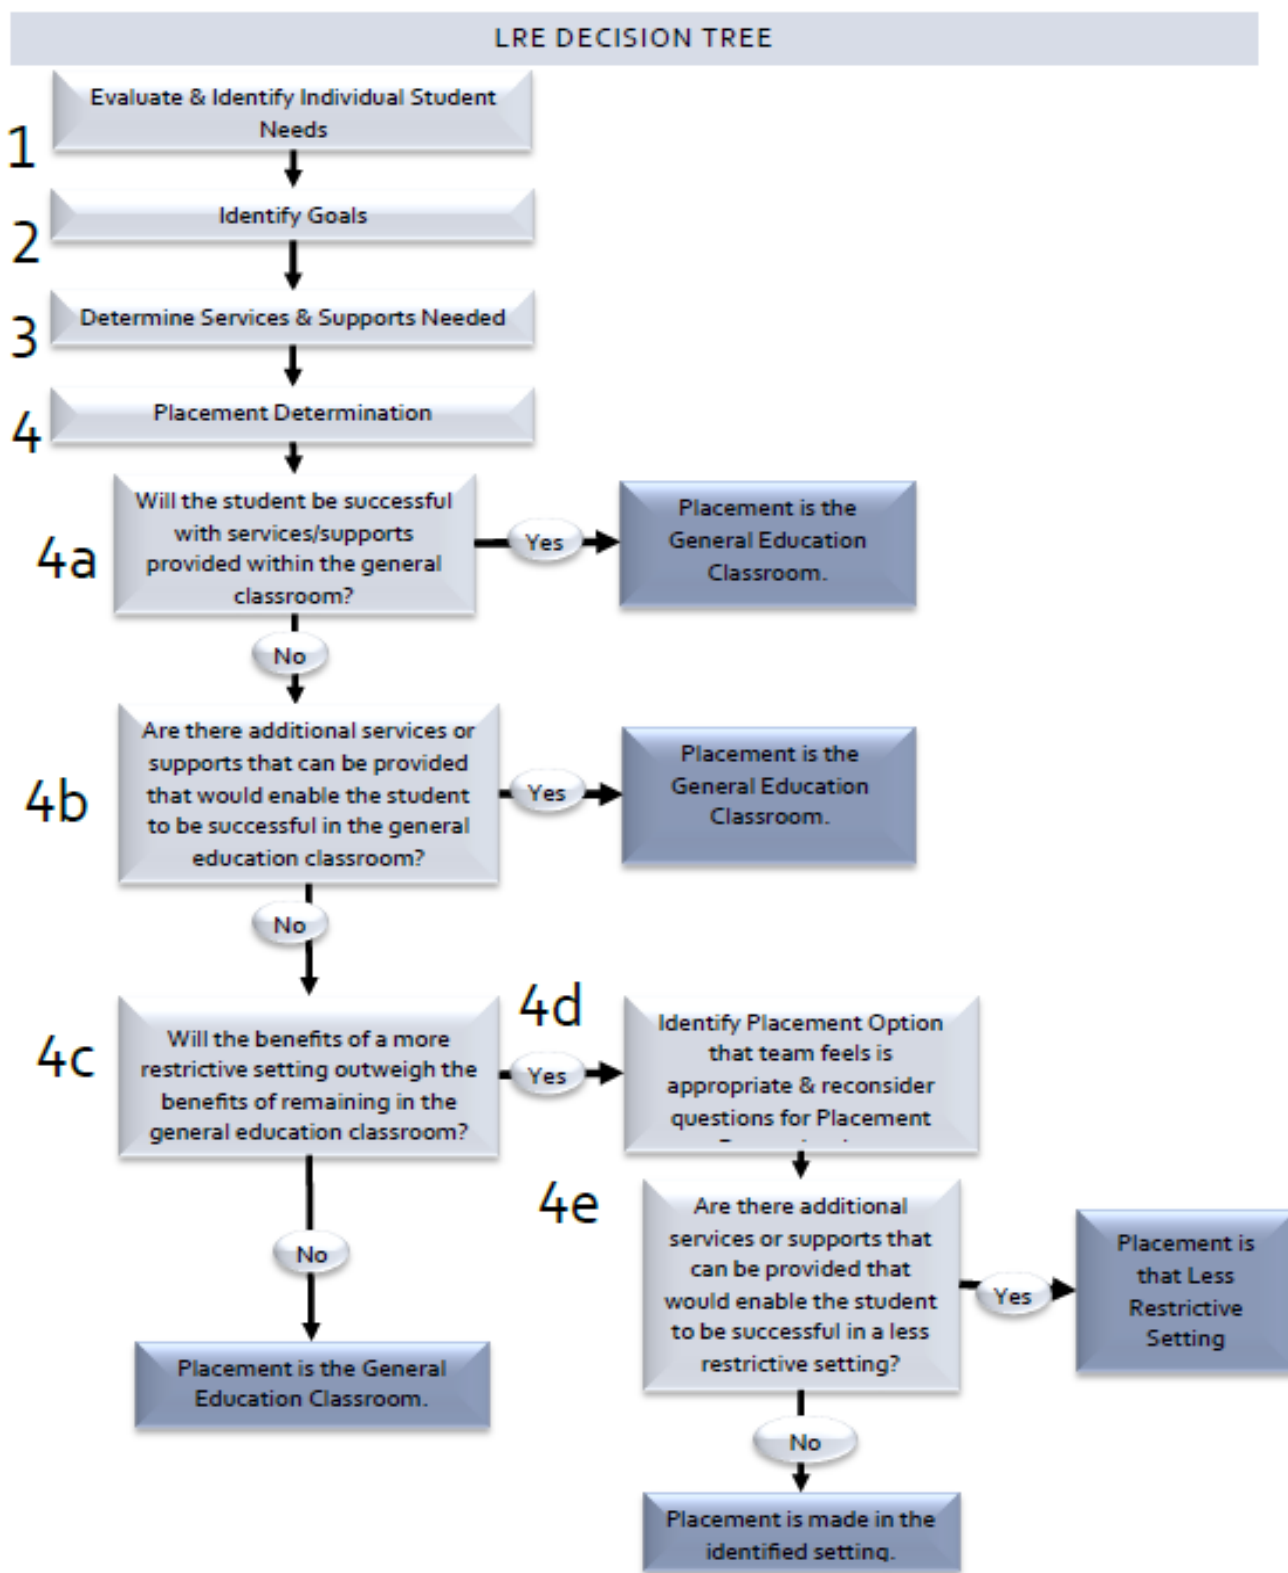 LRE DECISION TREE
1
Evaluate & Identify Individual Student
Needs
2
Identify Goals
3
Determine Services & Supports Needed
4
Placement Determination
4a
Will the student be successful
with services/supports
provided within the general
classroom?
Yes
Placement is the
General Education
Classroom.
No
4b
Are there additional services or
supports that can be provided
that would enable the student
to be successful in the general
education classroom?
Yes
Placement is the
General Education
Classroom.
No
4c
Will the benefits of a more
restrictive setting outweigh the
benefits of remaining in the
general education classroom?
Yes
4d
Identify Placement Option
that team feels is
appropriate & reconsider
questions for Placement
No
Placement is the General
Education Classroom.
4e
Are there additional
services or supports that
can be provided that
would enable the student
to be successful in a less
restrictive setting?
Yes
Placement is
that Less
Restrictive
Setting
No
Placement is made in the
identified setting.